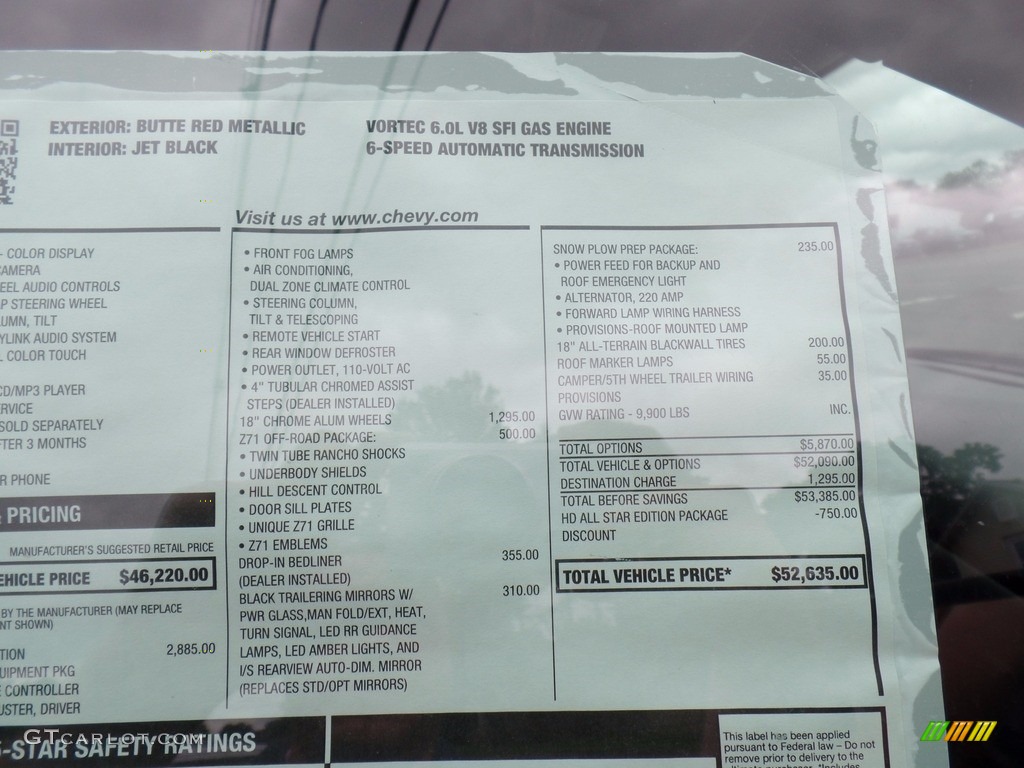 EXTERIOR: BUTTE RED METALLIC
INTERIOR: JET BLACK
VORTEC 6.0L V8 SFI GAS ENGINE
6-SPEED AUTOMATIC TRANSMISSION
Visit us at www.chevy.com
- COLOR DISPLAY
CAMERA
EEL AUDIO CONTROLS
P STEERING WHEEL
UMN, TILT
YLINK AUDIO SYSTEM
L COLOR TOUCH
CD/MP3 PLAYER
ERVICE
SOLD SEPARATELY
FTER 3 MONTHS
R PHONE
& PRICING
MANUFACTURER'S SUGGESTED RETAIL PRICE
EHICLE PRICE $46,220.00
BY THE MANUFACTURER (MAY REPLACE
NT SHOWN)
TION 2,885.00
UIPMENT PKG
E CONTROLLER
USTER, DRIVER
• FRONT FOG LAMPS
• AIR CONDITIONING,
DUAL ZONE CLIMATE CONTROL
• STEERING COLUMN,
TILT & TELESCOPING
• REMOTE VEHICLE START
• REAR WINDOW DEFROSTER
• POWER OUTLET, 110-VOLT AC
• 4" TUBULAR CHROMED ASSIST
STEPS (DEALER INSTALLED)
18" CHROME ALUM WHEELS 1,295.00
Z71 OFF-ROAD PACKAGE: 500.00
• TWIN TUBE RANCHO SHOCKS
• UNDERBODY SHIELDS
• HILL DESCENT CONTROL
• DOOR SILL PLATES
• UNIQUE Z71 GRILLE
• Z71 EMBLEMS
DROP-IN BEDLINER 355.00
(DEALER INSTALLED)
BLACK TRAILERING MIRRORS W/ 310.00
PWR GLASS,MAN FOLD/EXT, HEAT,
TURN SIGNAL, LED RR GUIDANCE
LAMPS, LED AMBER LIGHTS, AND
I/S REARVIEW AUTO-DIM. MIRROR
(REPLACES STD/OPT MIRRORS)
SNOW PLOW PREP PACKAGE: 235.00
• POWER FEED FOR BACKUP AND
ROOF EMERGENCY LIGHT
• ALTERNATOR, 220 AMP
• FORWARD LAMP WIRING HARNESS
• PROVISIONS-ROOF MOUNTED LAMP
18" ALL-TERRAIN BLACKWALL TIRES 200.00
ROOF MARKER LAMPS 55.00
CAMPER/5TH WHEEL TRAILER WIRING 35.00
PROVISIONS
GVW RATING - 9,900 LBS INC.
TOTAL OPTIONS $5,870.00
TOTAL VEHICLE & OPTIONS $52,090.00
DESTINATION CHARGE 1,295.00
TOTAL BEFORE SAVINGS $53,385.00
HD ALL STAR EDITION PACKAGE -750.00
DISCOUNT
TOTAL VEHICLE PRICE* $52,635.00
5-STAR SAFETY RATINGS
GTCARLOT.COM
This label has been applied
pursuant to Federal law – Do not
remove prior to delivery to the